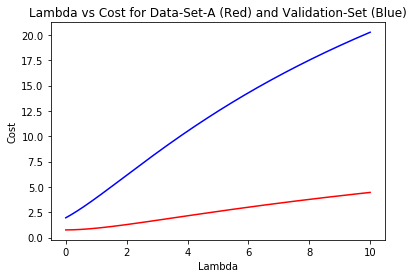 Lambda vs Cost for Data-Set-A (Red) and Validation-Set (Blue)
20.0
17.5
15.0
12.5
10.0
7.5
5.0
2.5
0.0
Cost
0 2 4 6 8 10
Lambda